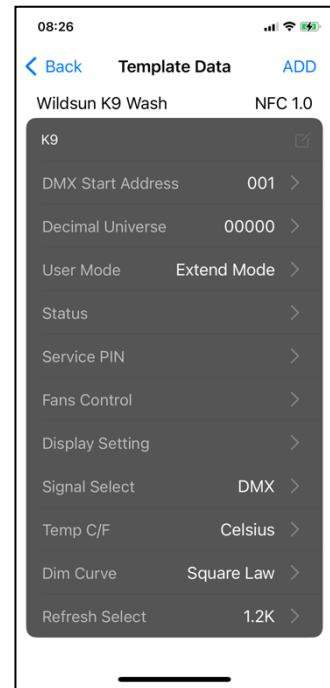 08:26
Back Template Data ADD
Wildsun K9 Wash NFC 1.0
K9
DMX Start Address 001
Decimal Universe 00000
User Mode Extend Mode
Status
Service PIN
Fans Control
Display Setting
Signal Select DMX
Temp C/F Celsius
Dim Curve Square Law
Refresh Select 1.2K